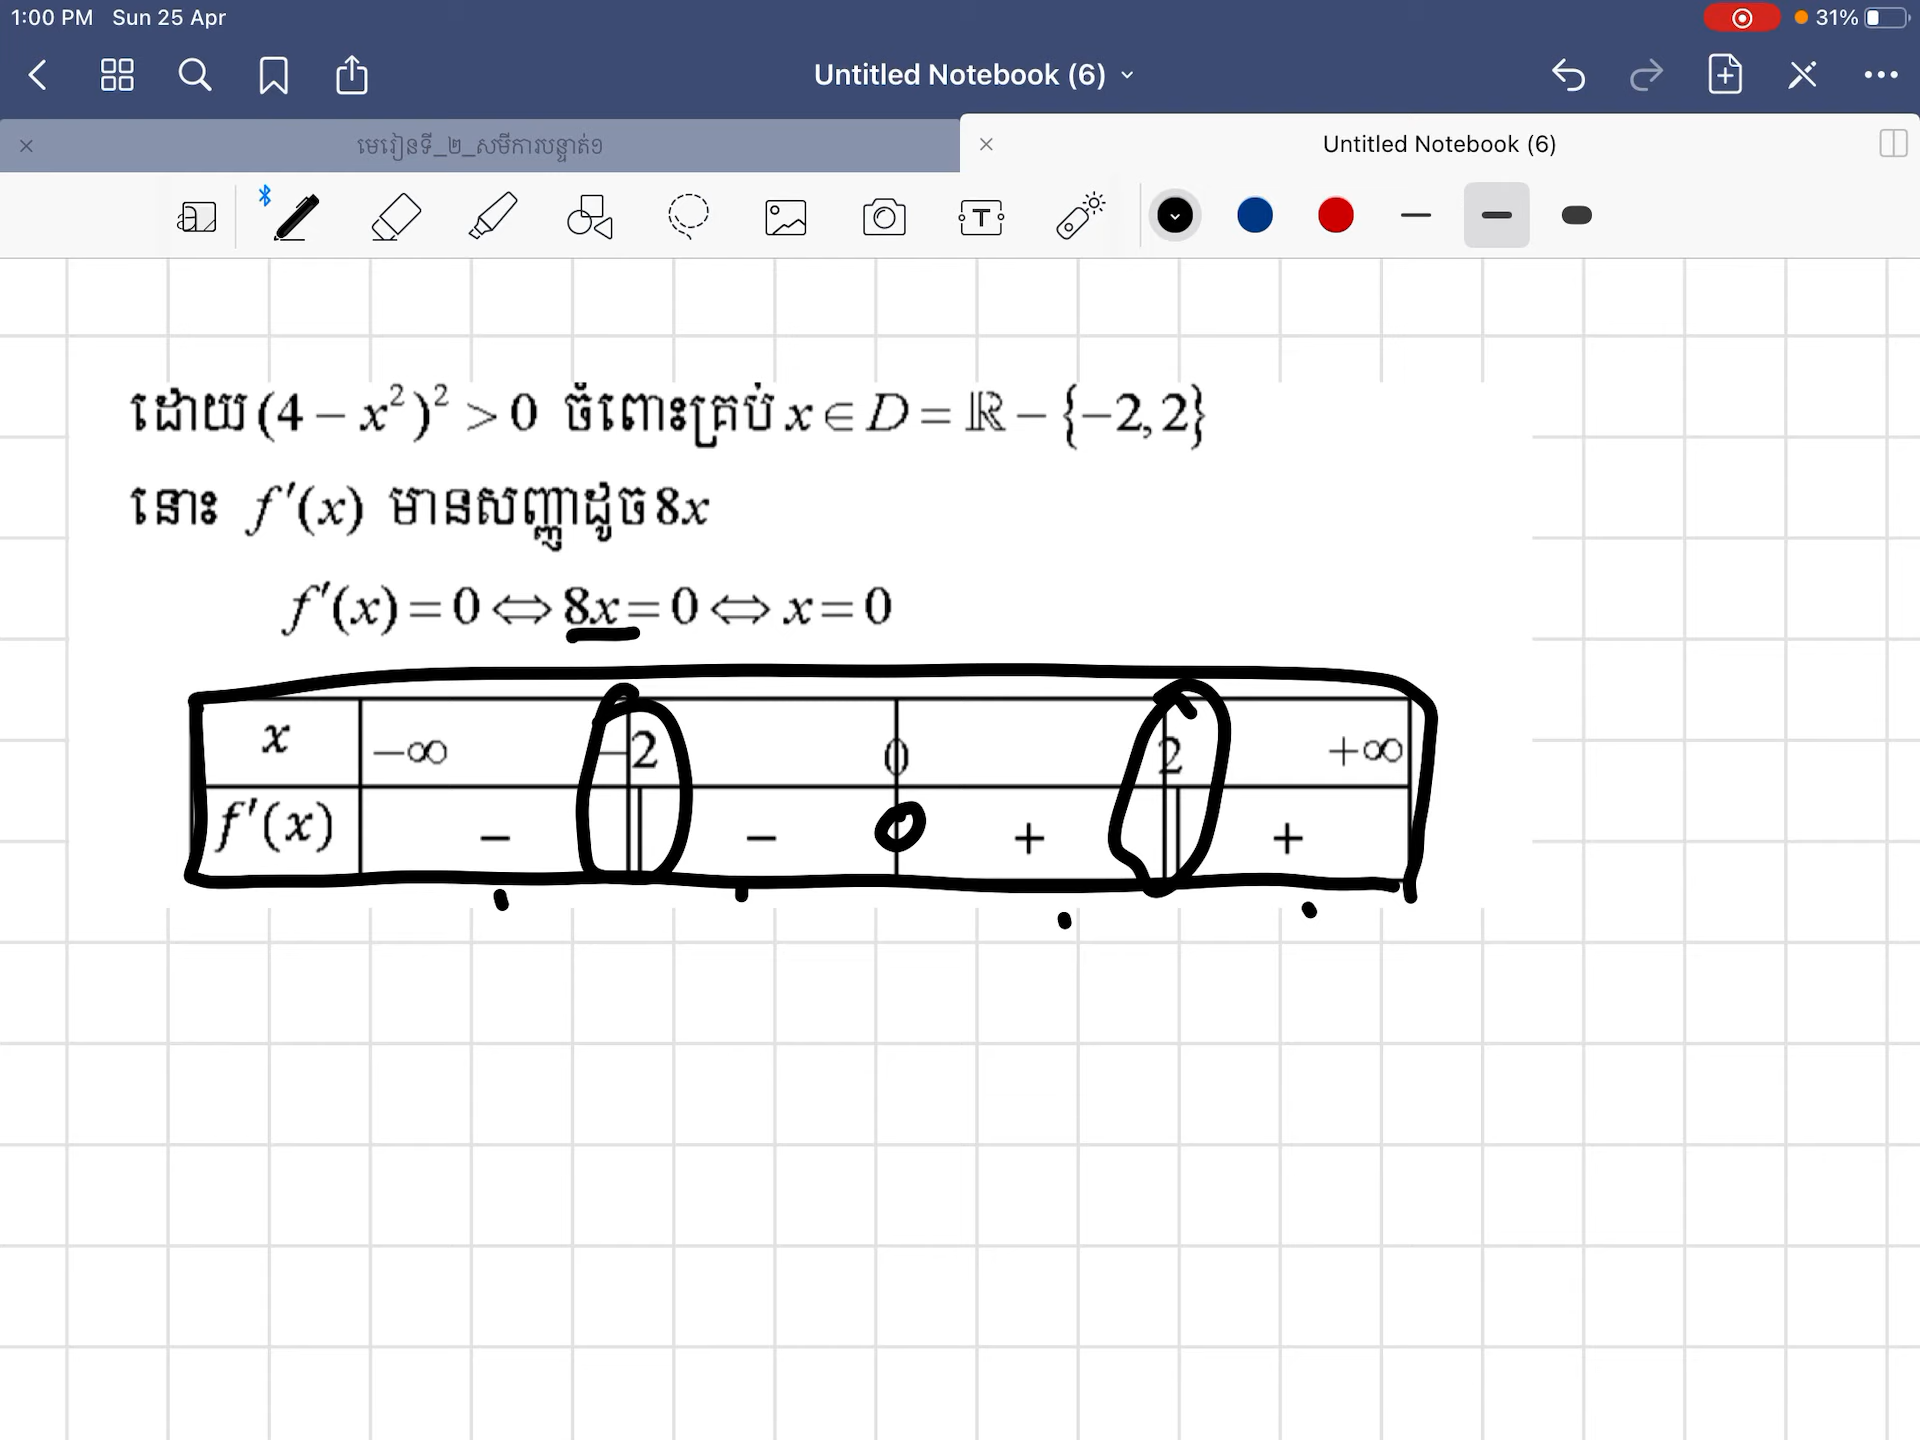 1:00 PM Sun 25 Apr 31%
Untitled Notebook (6)
មេរៀនទី_២_សមីការបន្ទាត់១ Untitled Notebook (6)
ដោយ (4 − x²)² > 0 ចំពោះគ្រប់ x ∈ D = ℝ − {−2, 2}
នោះ f′(x) មានសញ្ញាដូច 8x
f′(x) = 0 ⇔ 8x = 0 ⇔ x = 0
x −∞ −2 0 2 +∞
f′(x) − || − 0 + || +